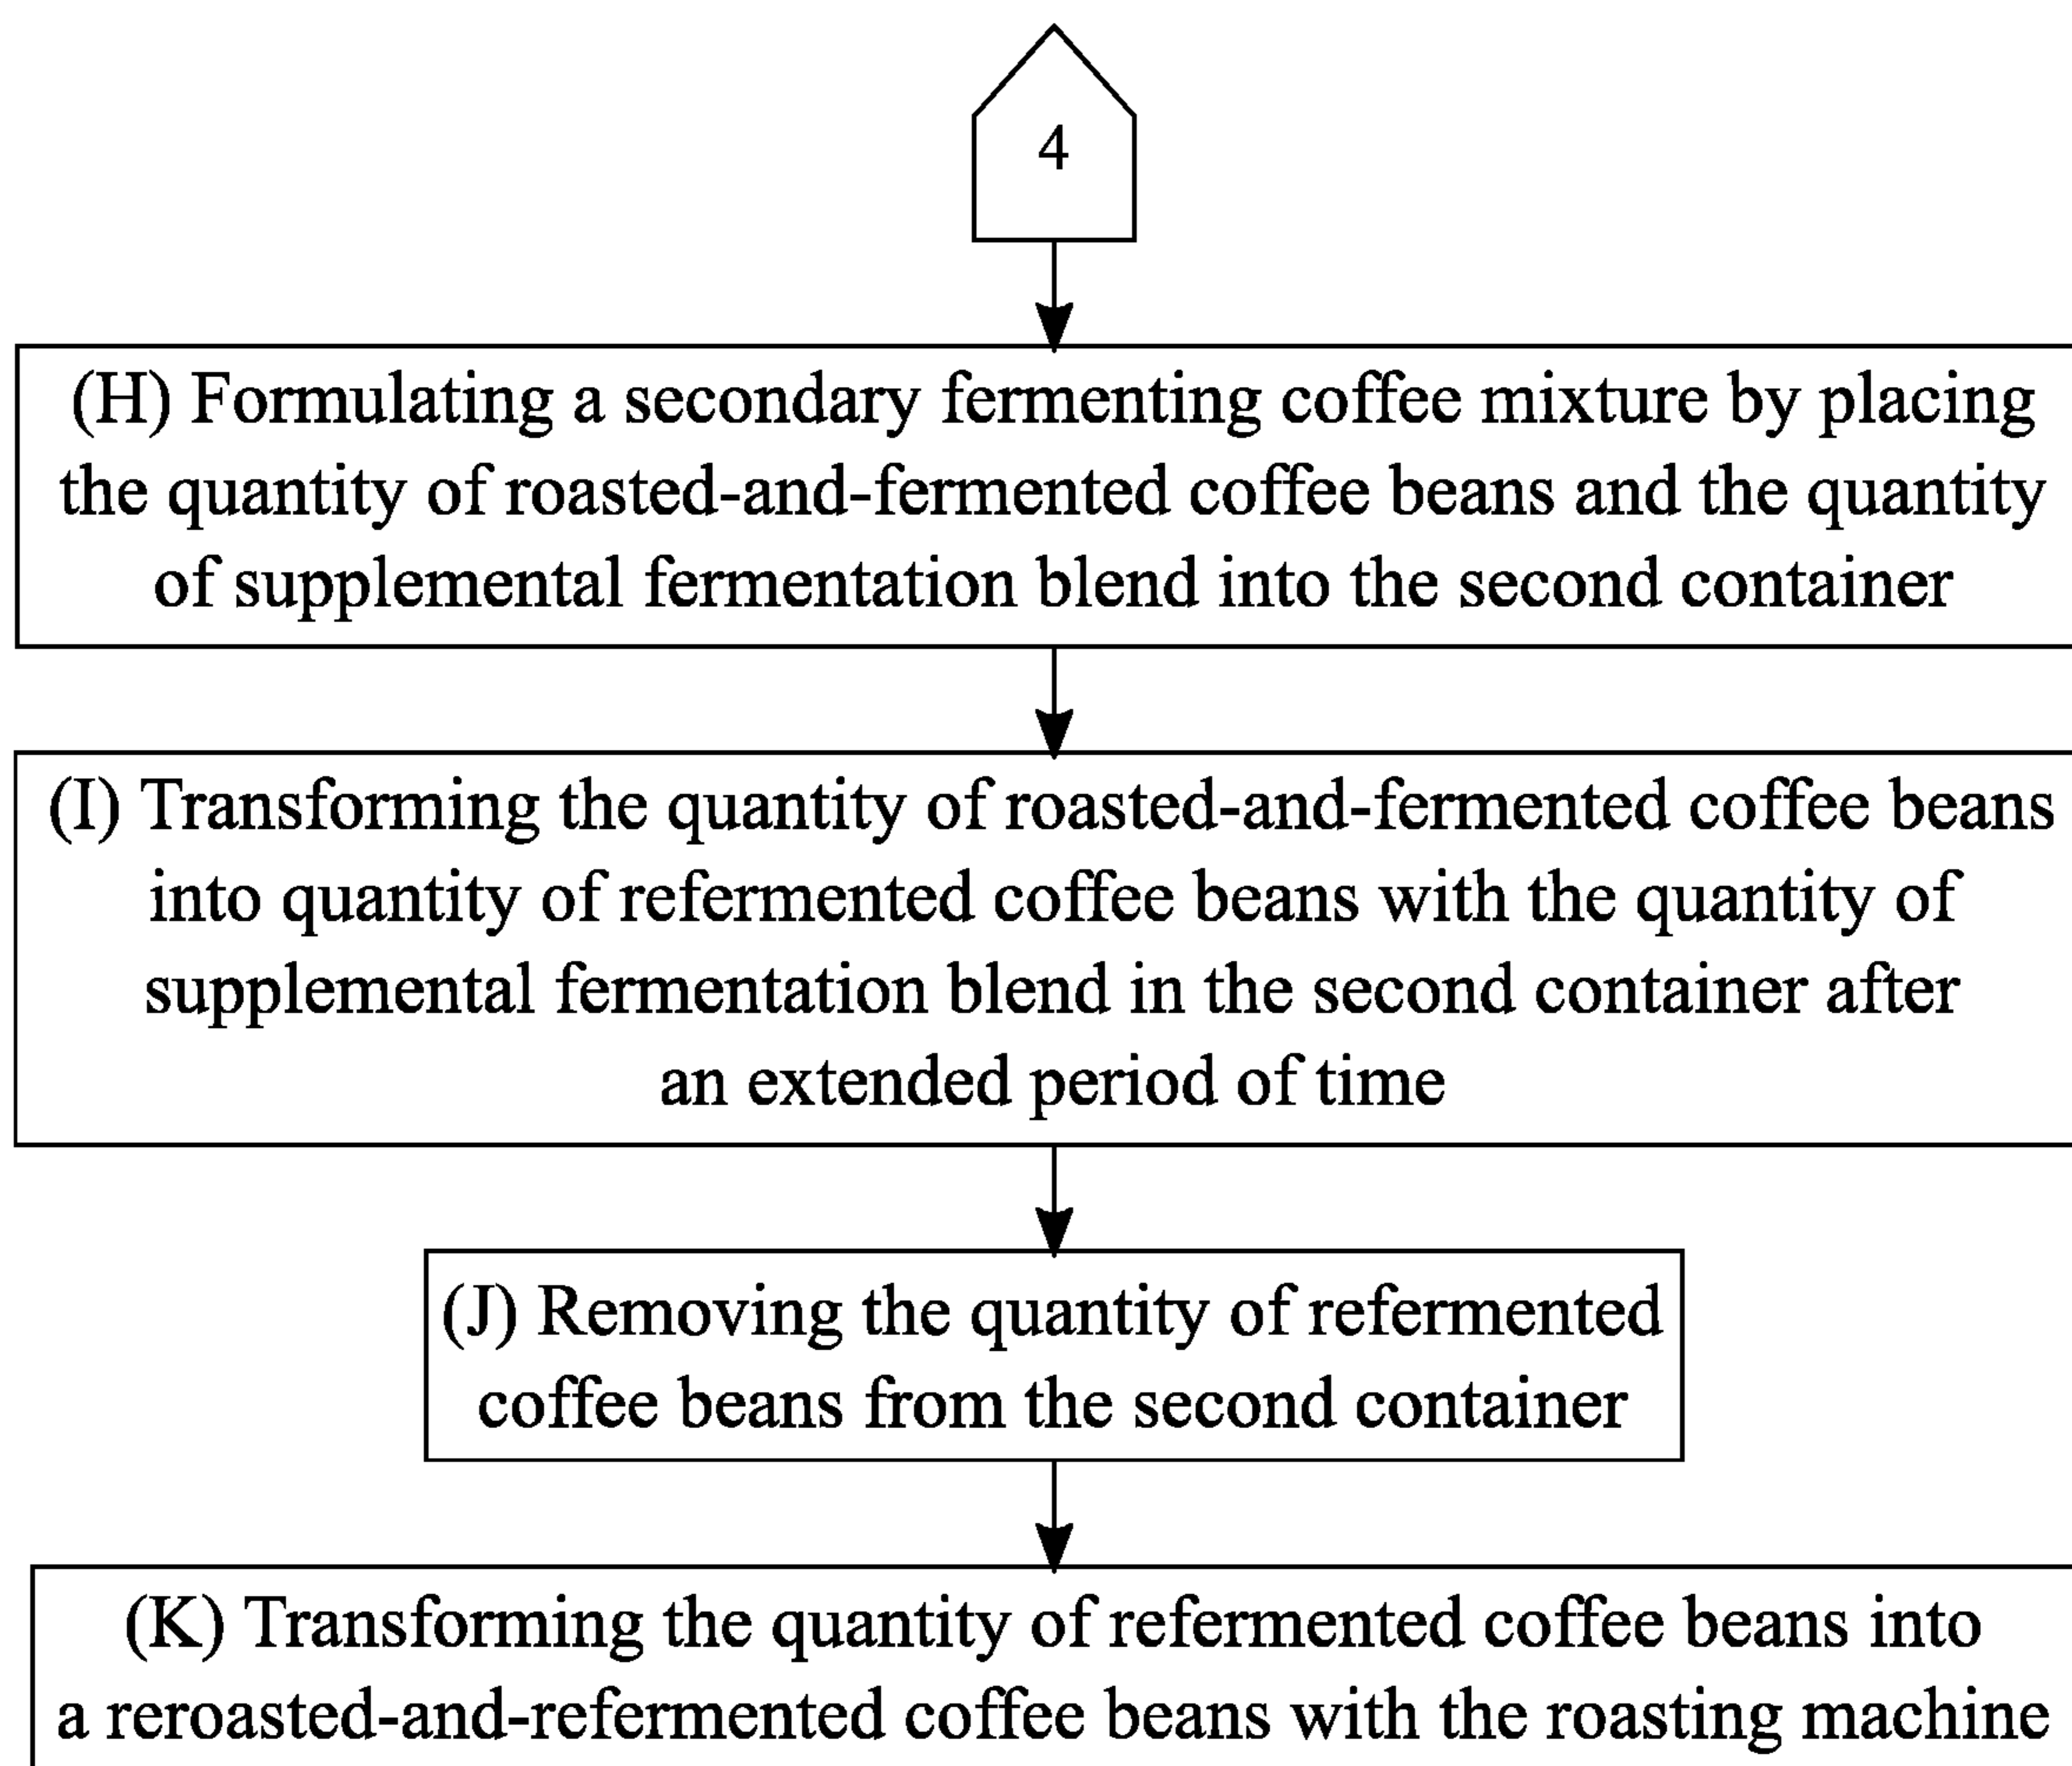 4
(H) Formulating a secondary fermenting coffee mixture by placing
the quantity of roasted-and-fermented coffee beans and the quantity
of supplemental fermentation blend into the second container
(I) Transforming the quantity of roasted-and-fermented coffee beans
into quantity of refermented coffee beans with the quantity of
supplemental fermentation blend in the second container after
an extended period of time
(J) Removing the quantity of refermented
coffee beans from the second container
(K) Transforming the quantity of refermented coffee beans into
a reroasted-and-refermented coffee beans with the roasting machine